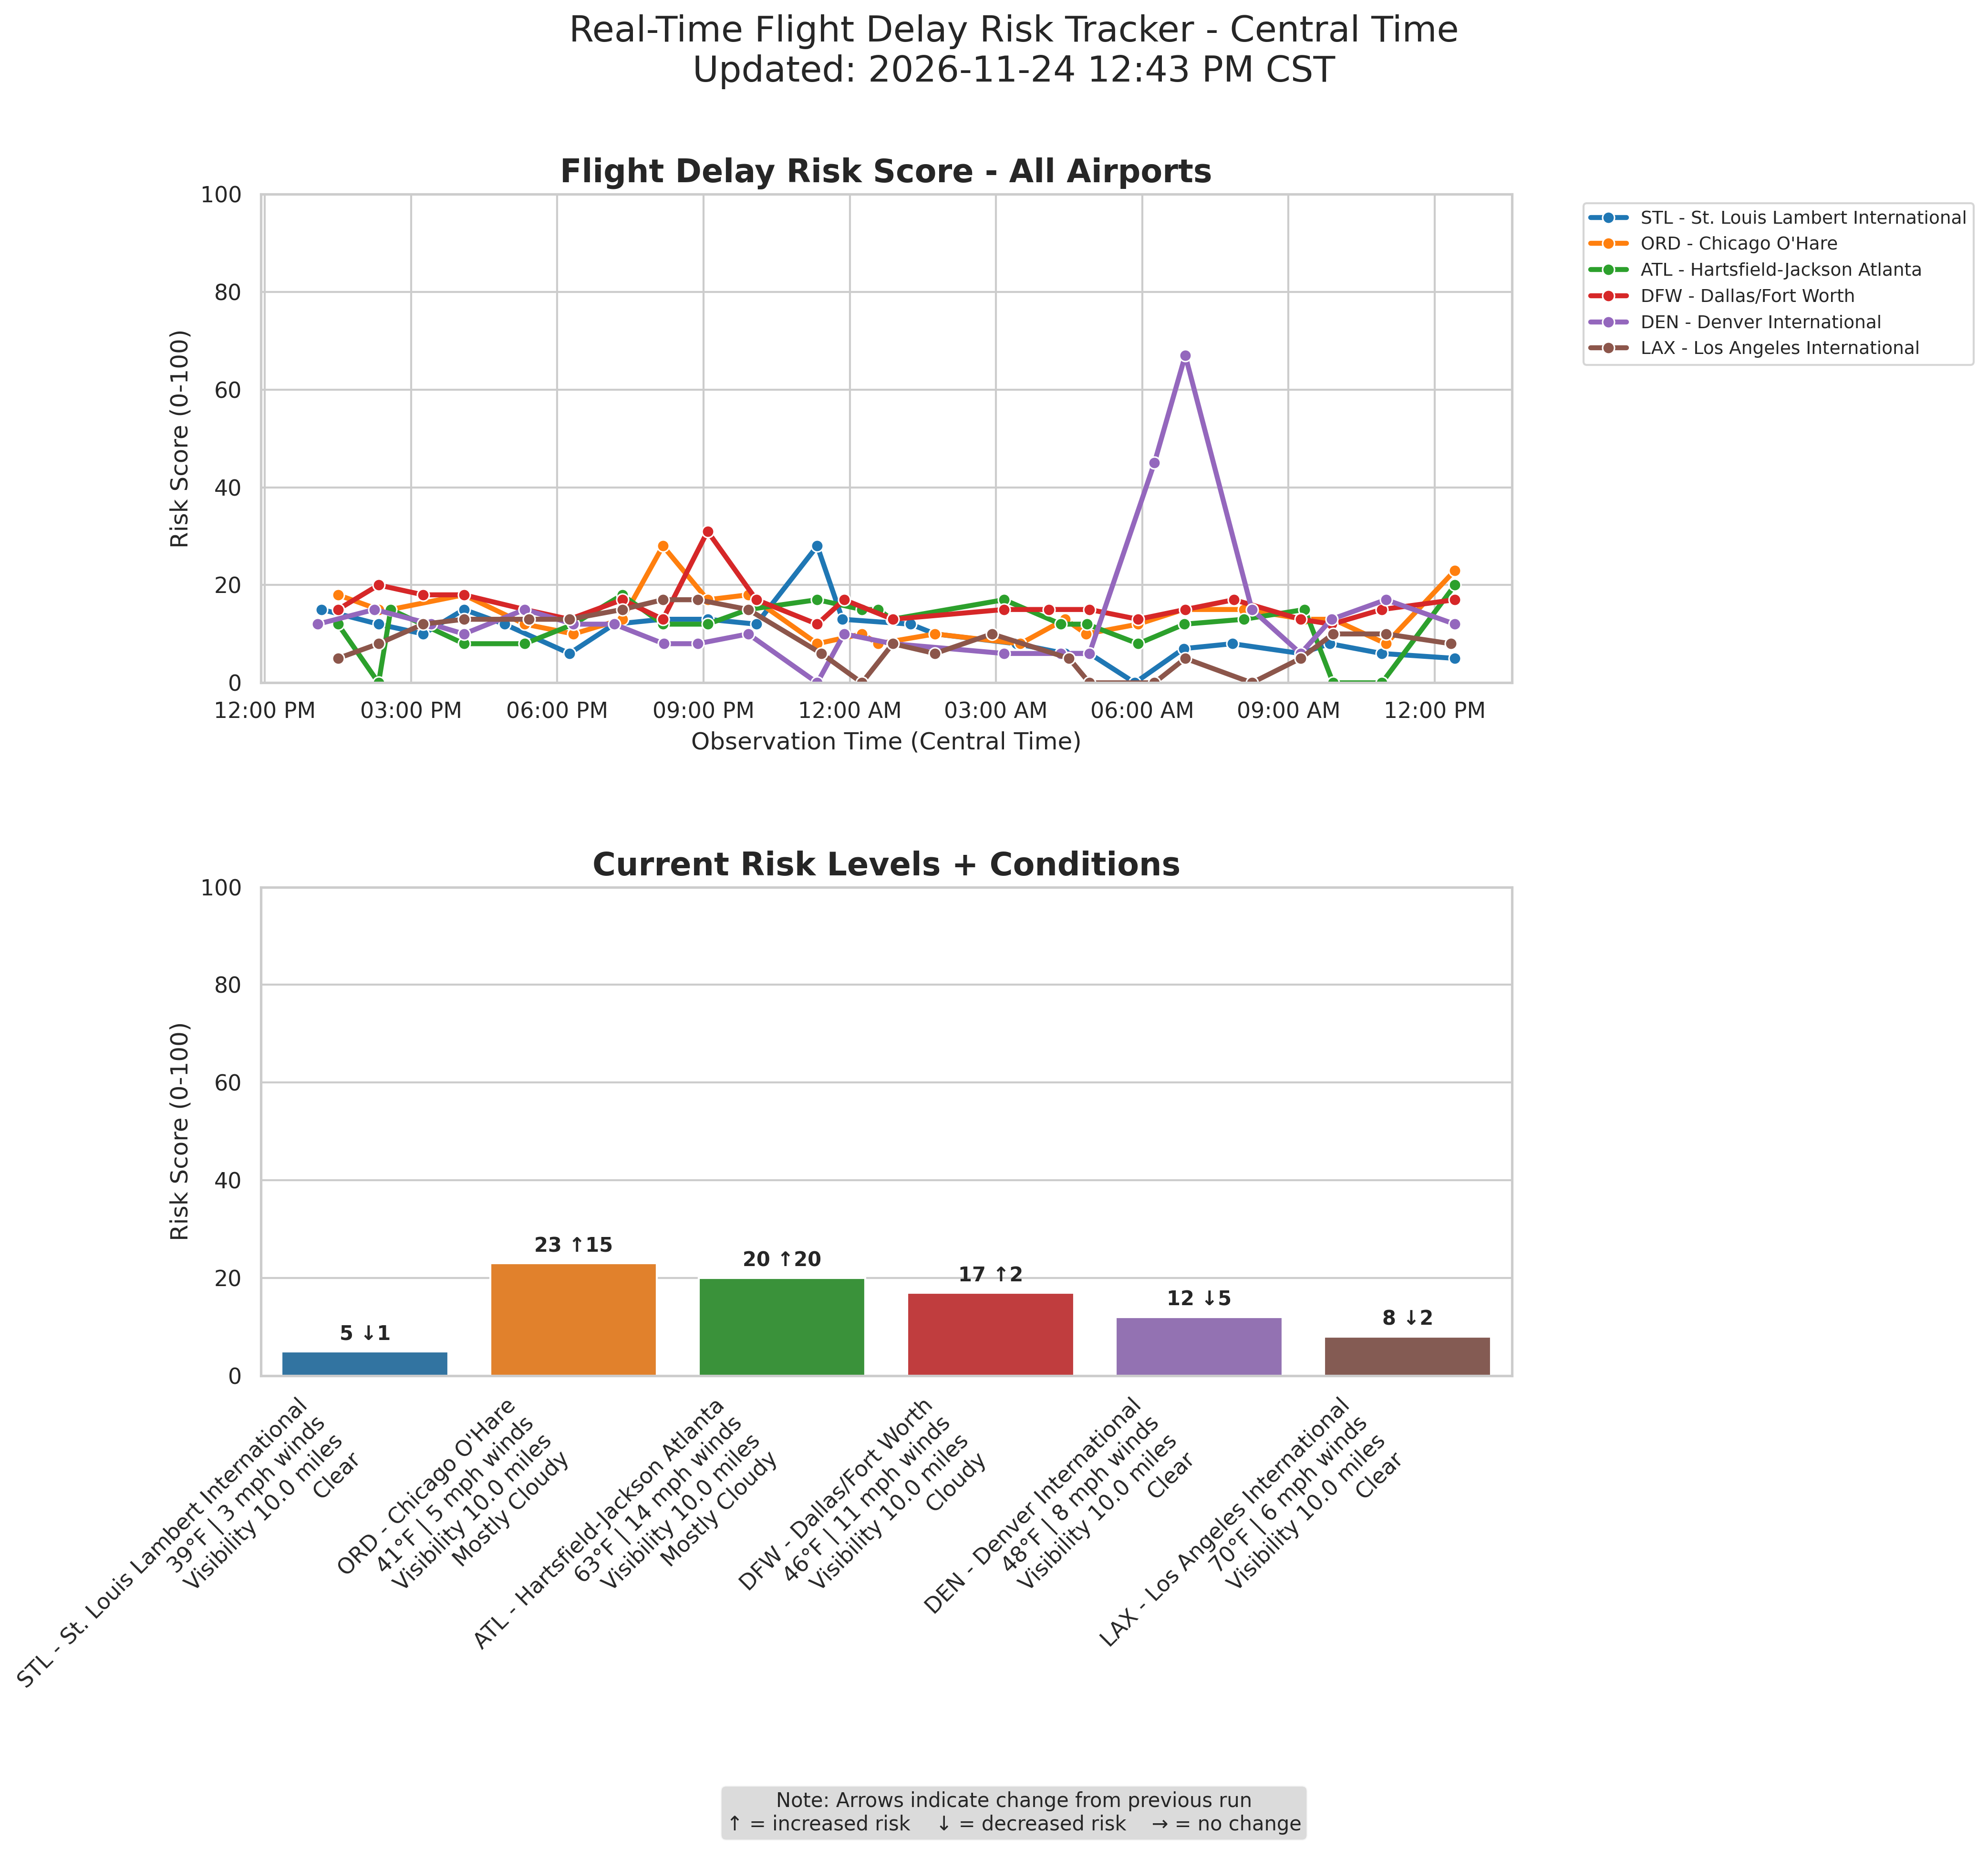 Real-Time Flight Delay Risk Tracker - Central Time
Updated: 2026-11-24 12:43 PM CST
Flight Delay Risk Score - All Airports
Risk Score (0-100)
100
80
60
40
20
0
12:00 PM
03:00 PM
06:00 PM
09:00 PM
12:00 AM
03:00 AM
06:00 AM
09:00 AM
12:00 PM
Observation Time (Central Time)
STL - St. Louis Lambert International
ORD - Chicago O'Hare
ATL - Hartsfield-Jackson Atlanta
DFW - Dallas/Fort Worth
DEN - Denver International
LAX - Los Angeles International
Current Risk Levels + Conditions
Risk Score (0-100)
100
80
60
40
20
0
5 ↓1
23 ↑15
20 ↑20
17 ↑2
12 ↓5
8 ↓2
STL - St. Louis Lambert International
39°F | 3 mph winds
Visibility 10.0 miles
Clear
ORD - Chicago O'Hare
41°F | 5 mph winds
Visibility 10.0 miles
Mostly Cloudy
ATL - Hartsfield-Jackson Atlanta
63°F | 14 mph winds
Visibility 10.0 miles
Mostly Cloudy
DFW - Dallas/Fort Worth
46°F | 11 mph winds
Visibility 10.0 miles
Cloudy
DEN - Denver International
48°F | 8 mph winds
Visibility 10.0 miles
Clear
LAX - Los Angeles International
70°F | 6 mph winds
Visibility 10.0 miles
Clear
Note: Arrows indicate change from previous run
↑ = increased risk ↓ = decreased risk → = no change